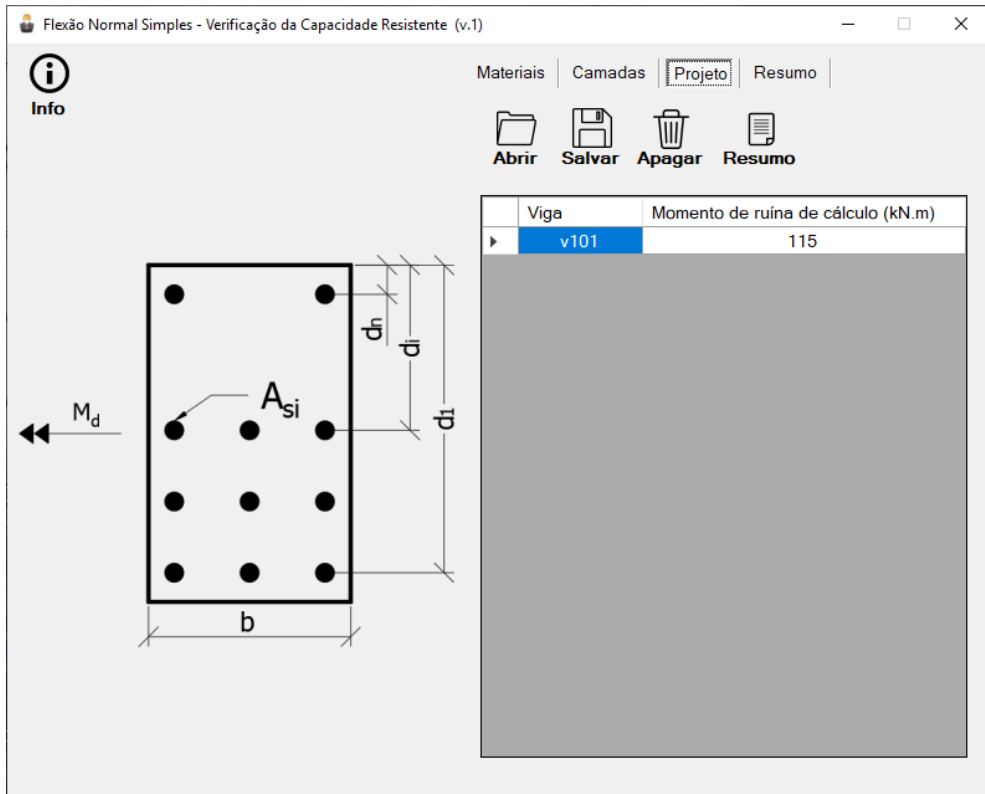 Flexão Normal Simples - Verificação da Capacidade Resistente (v.1)
Info
Materiais Camadas Projeto Resumo
Abrir Salvar Apagar Resumo
Viga Momento de ruína de cálculo (kN.m)
v101 115
dn
di
d1
Asi
Md
b